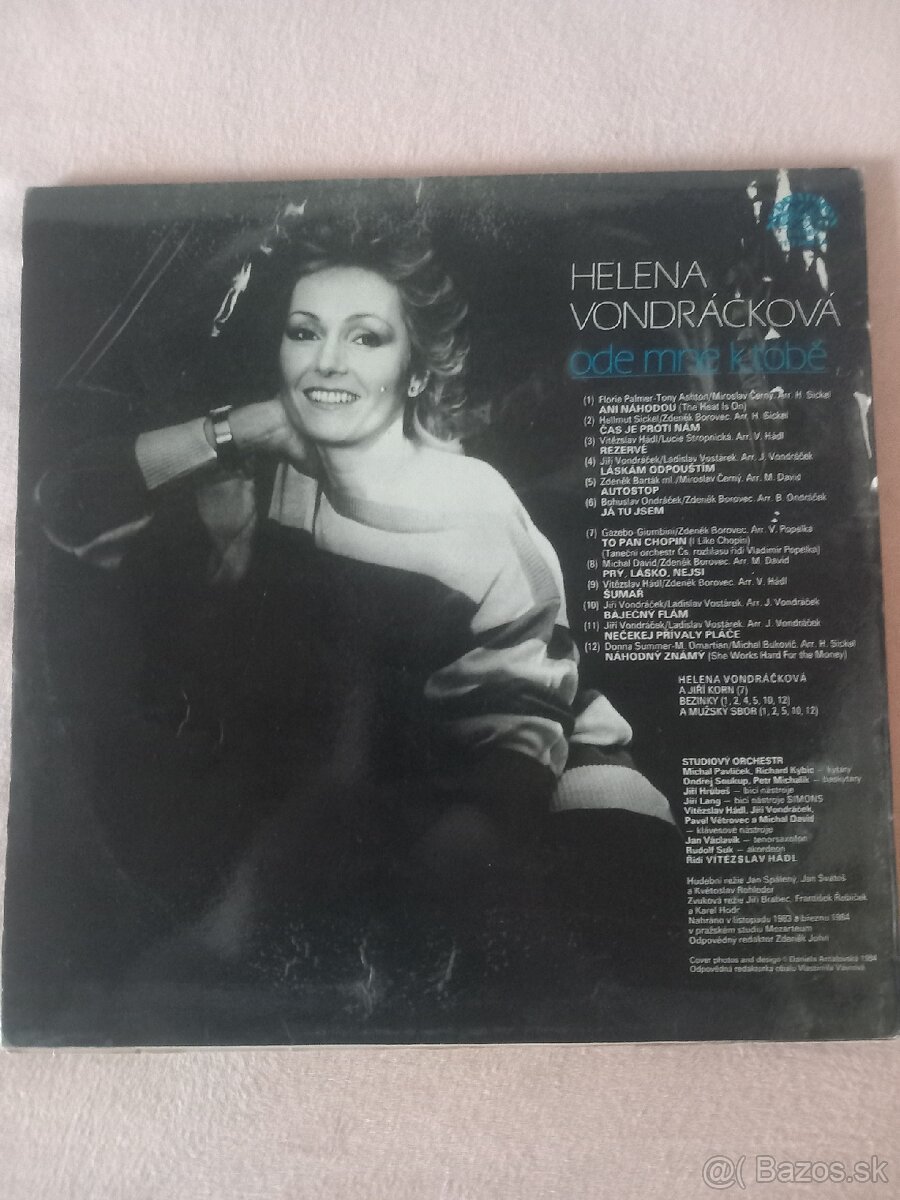 HELENA
VONDRÁČKOVÁ
ode mne k tobě
(1) Florie Palmer-Tony Ashton/Miroslav Černý. Arr. H. Sickel
ANI NÁHODOU (The Heat Is On)
(2) Hellmut Sickel/Zdeněk Borovec. Arr. H. Sickel
ČAS JE PROTI NÁM
(3) Vítězslav Hádl/Lucie Stropnická. Arr. V. Hádl
REZERVĚ
(4) Jiří Vondráček/Ladislav Vostárek. Arr. J. Vondráček
LÁSKÁM ODPOUŠTÍM
(5) Zdeněk Barták ml./Miroslav Černý. Arr. M. David
AUTOSTOP
(6) Bohuslav Ondráček/Zdeněk Borovec. Arr. B. Ondráček
JÁ TU JSEM
(7) Gazebo-Giombini/Zdeněk Borovec. Arr. V. Popelka
TO PAN CHOPIN (I Like Chopin)
(Taneční orchestr Čs. rozhlasu řídí Vladimír Popelka)
(8) Michal David/Zdeněk Borovec. Arr. M. David
PRÝ, LÁSKO, NEJSI
(9) Vítězslav Hádl/Zdeněk Borovec. Arr. V. Hádl
ŠUMAŘ
(10) Jiří Vondráček/Ladislav Vostárek. Arr. J. Vondráček
BÁJEČNÝ FLÁM
(11) Jiří Vondráček/Ladislav Vostárek. Arr. J. Vondráček
NEČEKEJ PŘÍVALY PLÁČE
(12) Donna Summer-M. Omartian/Michal Bukovič. Arr. H. Sickel
NÁHODNÝ ZNÁMÝ (She Works Hard For the Money)
HELENA VONDRÁČKOVÁ
A JIŘÍ KORN (7)
BEZINKY (1, 2, 4, 5, 10, 12)
A MUŽSKÝ SBOR (1, 2, 5, 10, 12)
STUDIOVÝ ORCHESTR
Michal Pavlíček, Richard Kybic – kytary
Ondřej Soukup, Petr Michalík – baskytary
Jiří Hrubeš – bicí nástroje
Jiří Lang – bicí nástroje SIMONS
Vítězslav Hádl, Jiří Vondráček,
Pavel Větrovec a Michal David
– klávesové nástroje
Jan Václavík – tenorsaxofon
Rudolf Suk – akordeon
Řídí VÍTĚZSLAV HÁDL
Hudební režie Jan Spálený, Jan Svatoš
a Květoslav Rohleder
Zvuková režie Jiří Brabec, František Řebíček
a Karel Hodr
Nahráno v listopadu 1983 a březnu 1984
v pražském studiu Mozarteum
Odpovědný redaktor Zdeněk John
Cover photos and design © Daniela 1984
Odpovědná redaktorka obalu Vlastimila
@( Bazos.sk